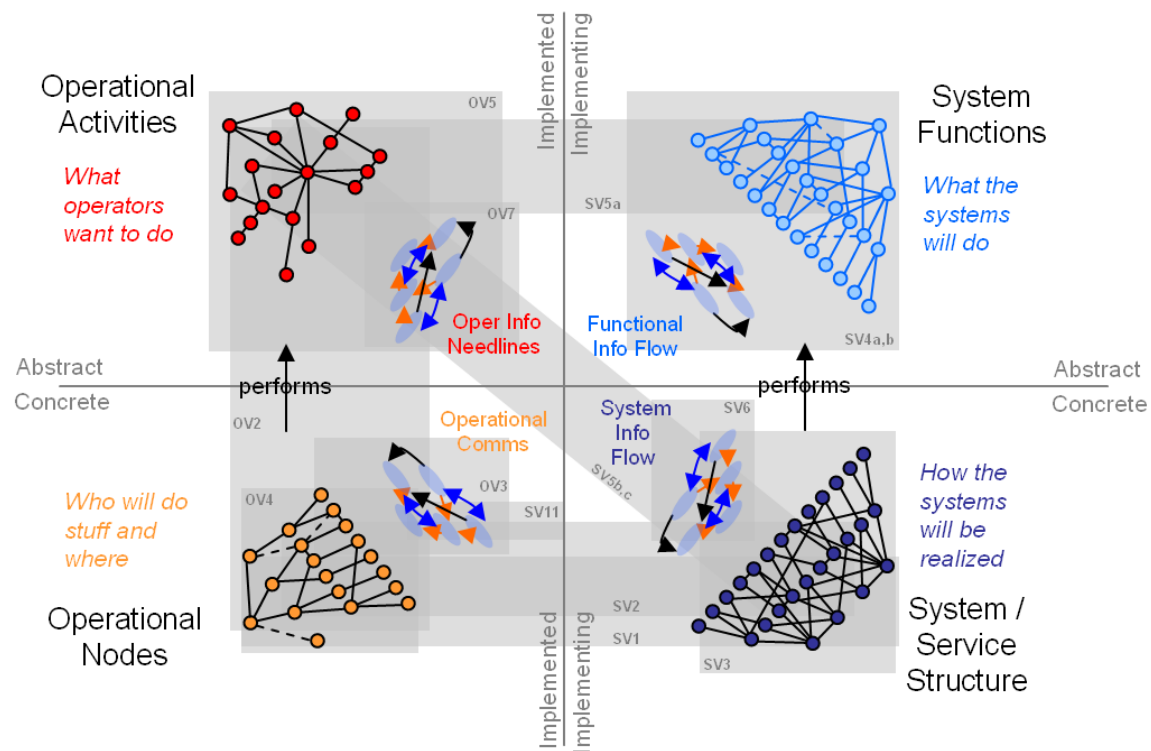 Operational
Activities
What
operators
want to do
OV5
OV7
Oper Info
Needlines
Implemented
Implementing
SV5a
System
Functions
What the
systems
will do
Functional
Info Flow
SV4a,b
Abstract
Concrete
performs
performs
Abstract
Concrete
OV2
Operational
Comms
OV3
OV4
Who will do
stuff and
where
Operational
Nodes
SV11
System
Info
Flow
SV6
SV5b,c
How the
systems
will be
realized
SV2
SV1
SV3
System /
Service
Structure
Implemented
Implementing